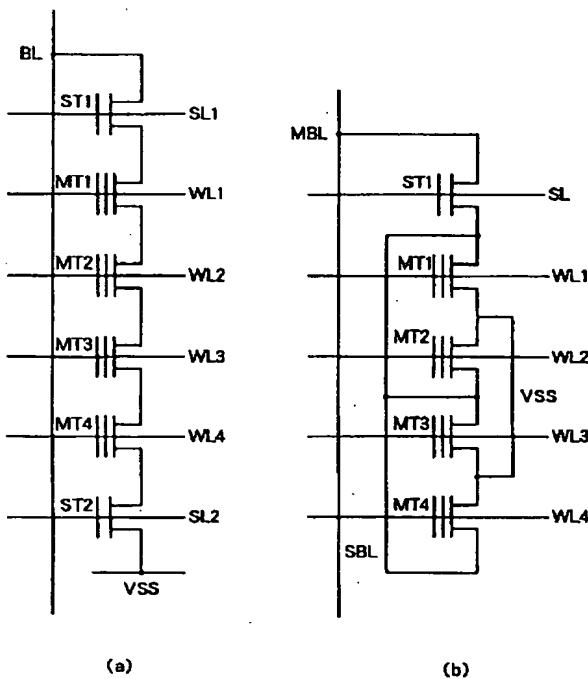 BL
ST1 SL1
MT1 WL1
MT2 WL2
MT3 WL3
MT4 WL4
ST2 SL2
VSS
(a)
MBL
ST1 SL
MT1 WL1
MT2 WL2
VSS
MT3 WL3
MT4 WL4
SBL
(b)